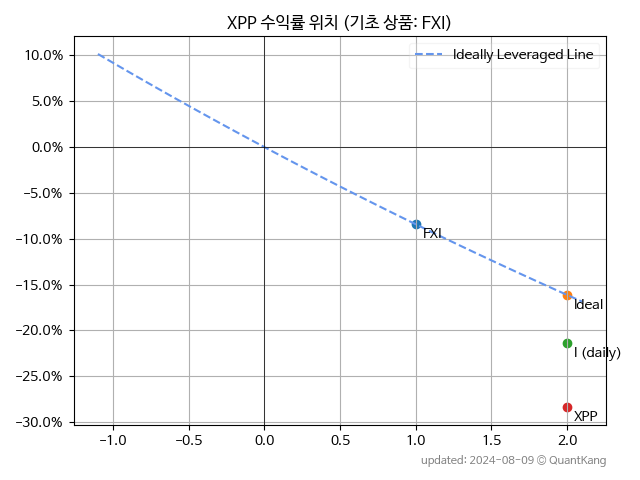 XPP 수익률 위치 (기초 상품: FXI)
Ideally Leveraged Line
10.0%
5.0%
0.0%
−5.0%
−10.0%
−15.0%
−20.0%
−25.0%
−30.0%
FXI
Ideal
I (daily)
XPP
−1.0 −0.5 0.0 0.5 1.0 1.5 2.0
updated: 2024-08-09 © QuantKang